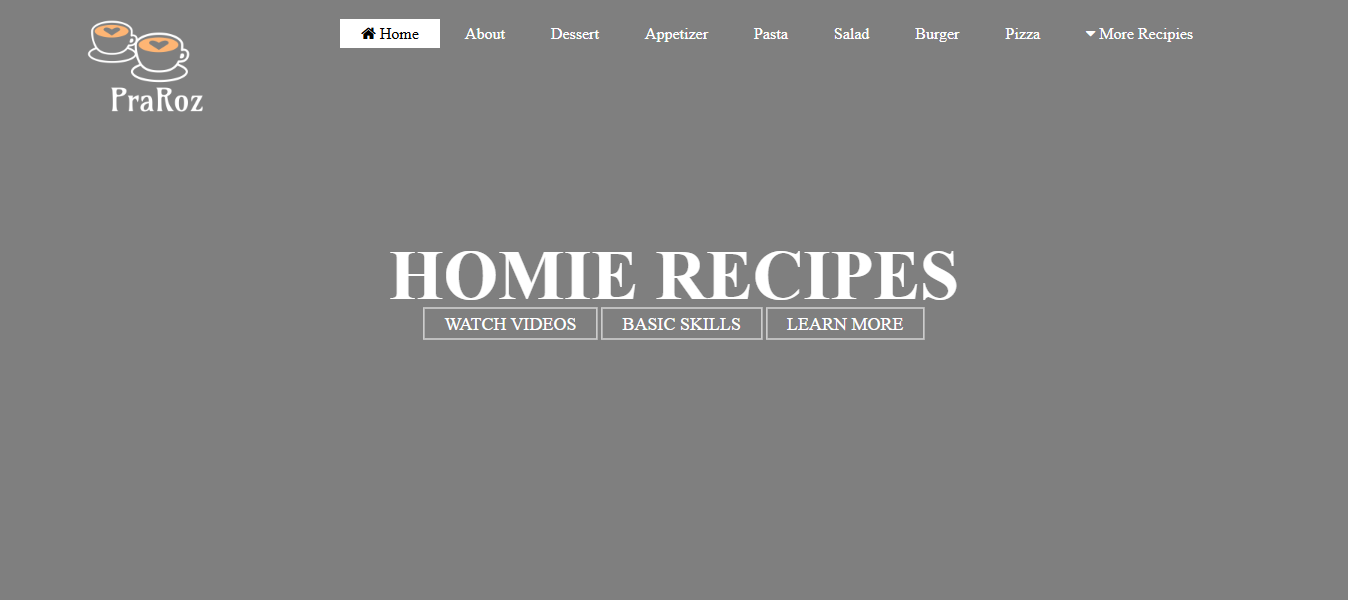 PraRoz
Home About Dessert Appetizer Pasta Salad Burger Pizza More Recipies
HOMIE RECIPES
WATCH VIDEOS BASIC SKILLS LEARN MORE